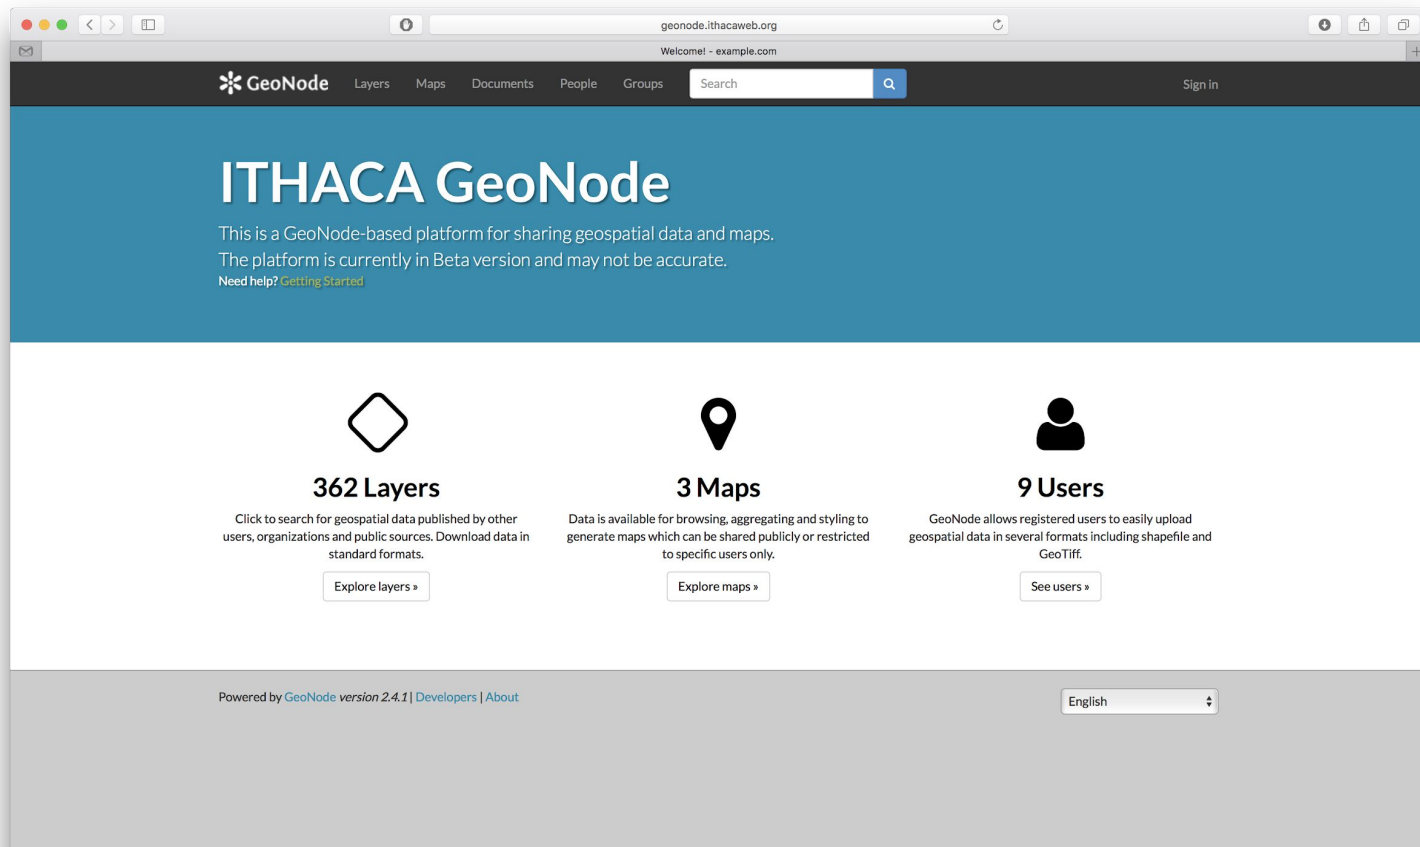 geonode.ithacaweb.org
Welcome! - example.com
GeoNode Layers Maps Documents People Groups Search Sign in
ITHACA GeoNode
This is a GeoNode-based platform for sharing geospatial data and maps.
The platform is currently in Beta version and may not be accurate.
Need help? Getting Started
362 Layers
Click to search for geospatial data published by other
users, organizations and public sources. Download data in
standard formats.
Explore layers »
3 Maps
Data is available for browsing, aggregating and styling to
generate maps which can be shared publicly or restricted
to specific users only.
Explore maps »
9 Users
GeoNode allows registered users to easily upload
geospatial data in several formats including shapefile and
GeoTiff.
See users »
Powered by GeoNode version 2.4.1 | Developers | About
English